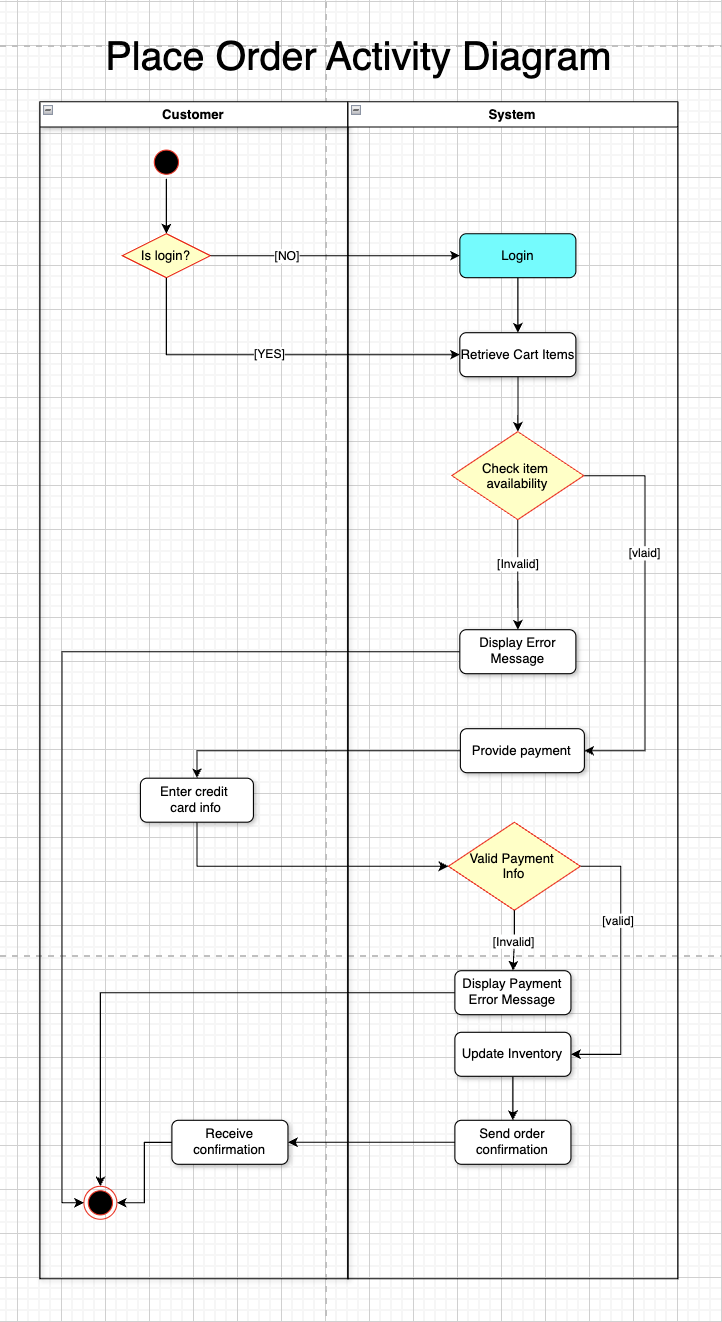 Place Order Activity Diagram
Customer
System
Is login?
[NO]
Login
[YES]
Retrieve Cart Items
Check item
availability
[vlaid]
[Invalid]
Display Error
Message
Provide payment
Enter credit
card info
Valid Payment
Info
[valid]
[Invalid]
Display Payment
Error Message
Update Inventory
Receive
confirmation
Send order
confirmation